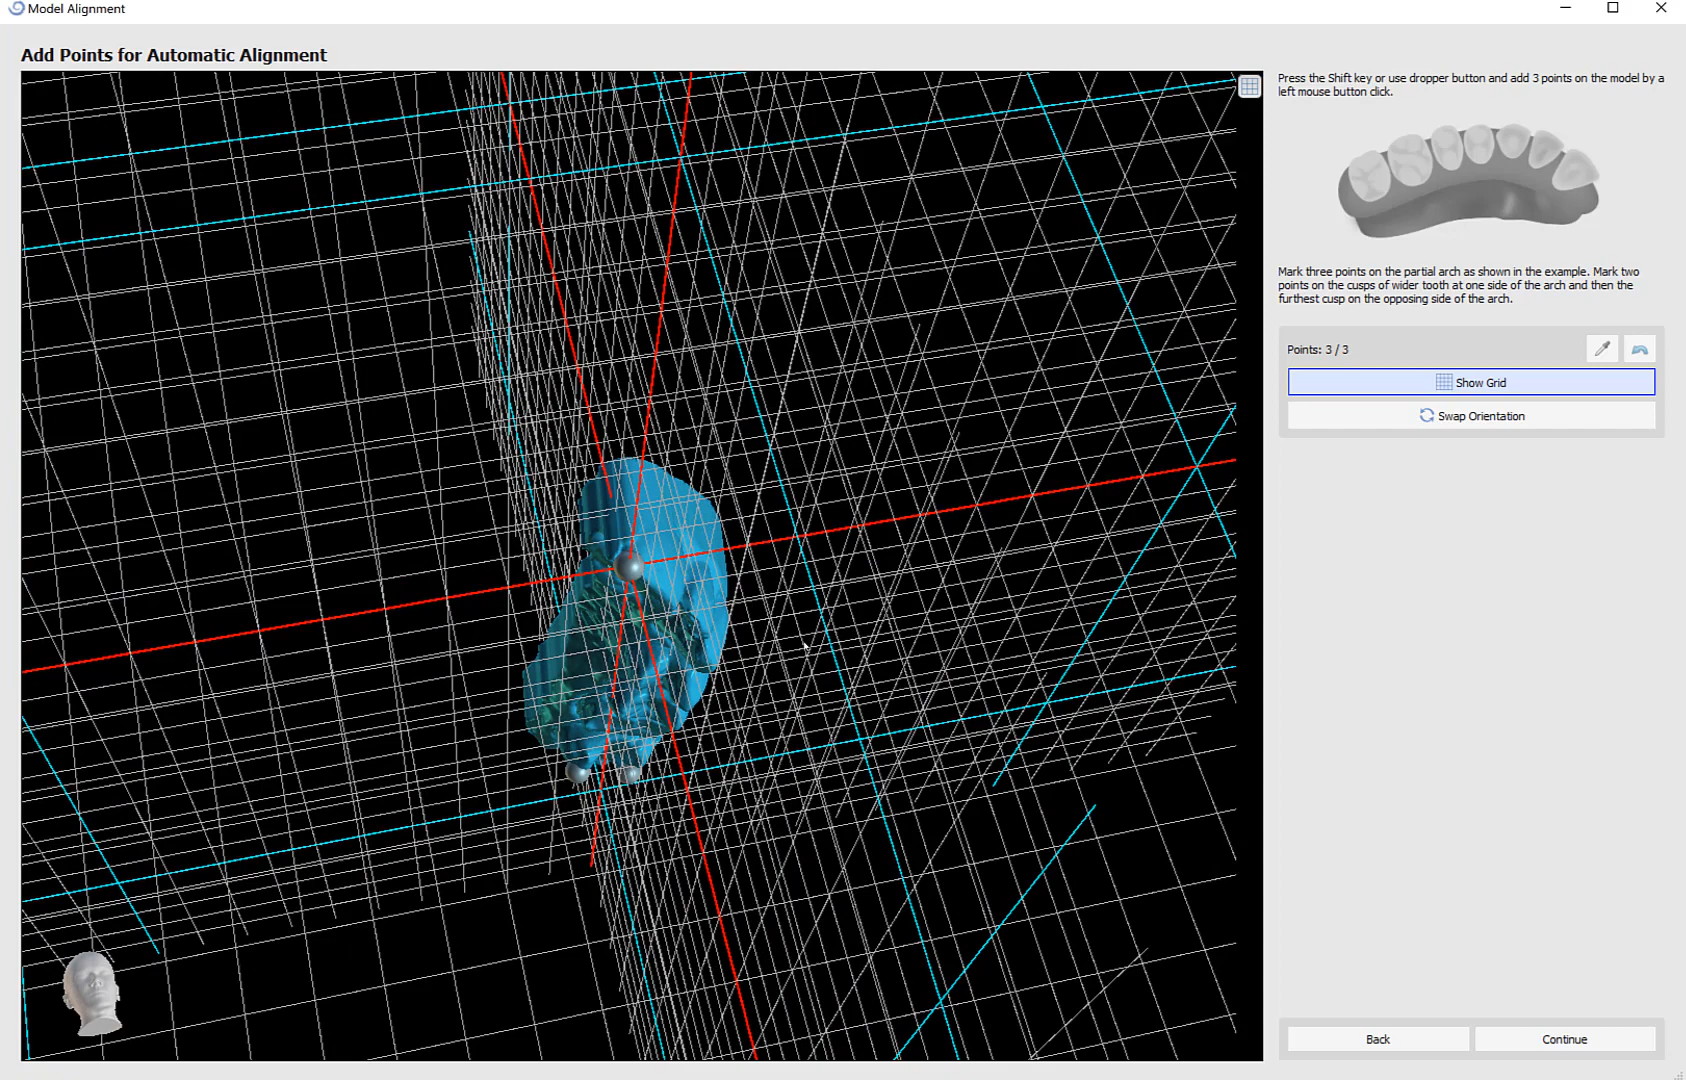 Model Alignment
Add Points for Automatic Alignment
Press the Shift key or use dropper button and add 3 points on the model by a
left mouse button click.
Mark three points on the partial arch as shown in the example. Mark two
points on the cusps of wider tooth at one side of the arch and then the
furthest cusp on the opposing side of the arch.
Points: 3 / 3
Show Grid
Swap Orientation
Back
Continue